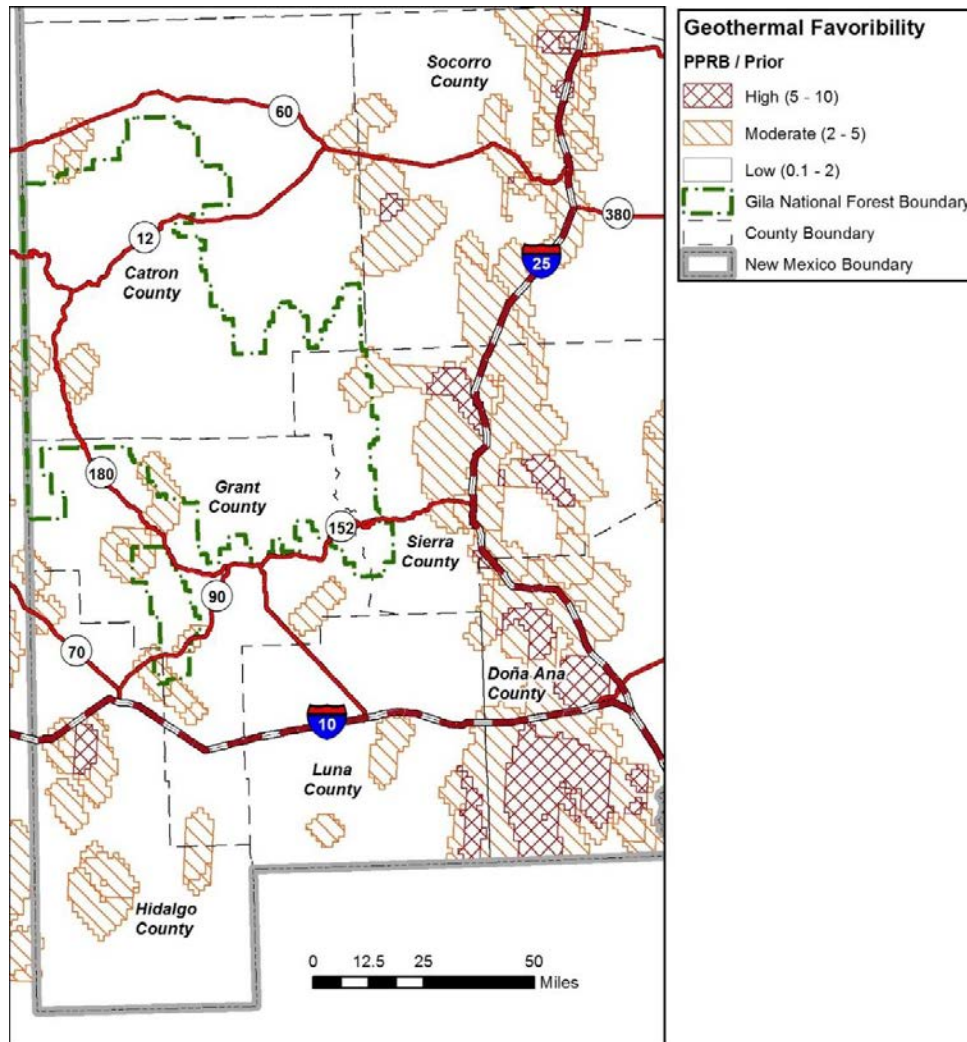 Socorro
County
60
380
12
25
Catron
County
180
Grant
County
152
Sierra
County
90
70
Doña Ana
County
10
Luna
County
Hidalgo
County
0 12.5 25 50
Miles
Geothermal Favoribility
PPRB / Prior
High (5 - 10)
Moderate (2 - 5)
Low (0.1 - 2)
Gila National Forest Boundary
County Boundary
New Mexico Boundary